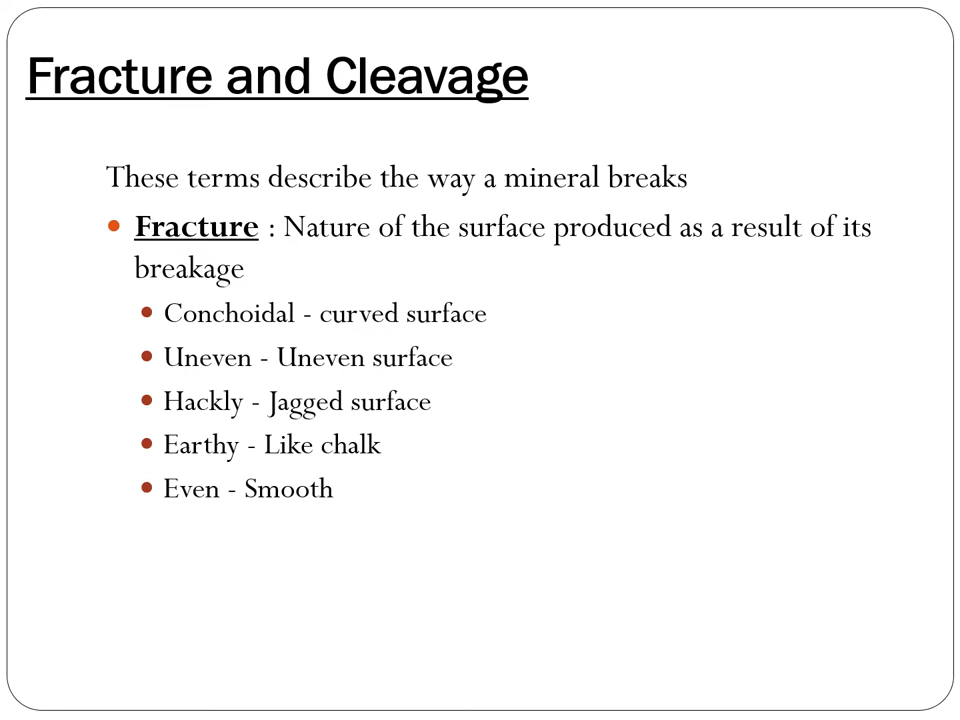 Fracture and Cleavage
These terms describe the way a mineral breaks
Fracture : Nature of the surface produced as a result of its
breakage
Conchoidal - curved surface
Uneven - Uneven surface
Hackly - Jagged surface
Earthy - Like chalk
Even - Smooth